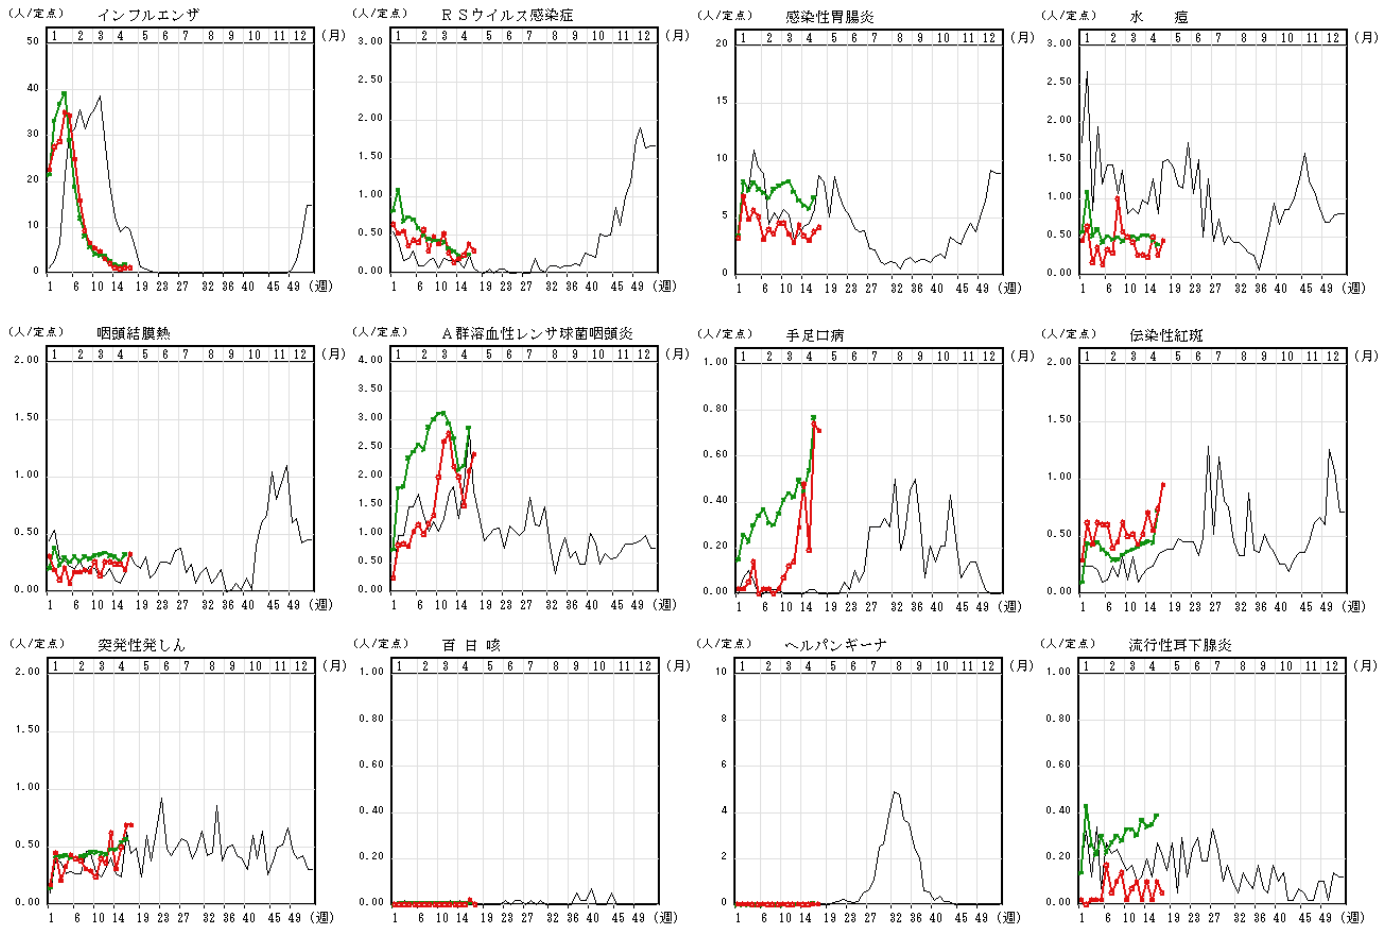 (人/定点) インフルエンザ
1 2 3 4 5 6 7 8 9 10 11 12 (月)
50
40
30
20
10
0
1 6 10 14 19 23 27 32 36 40 45 49 (週)
(人/定点) ＲＳウイルス感染症
1 2 3 4 5 6 7 8 9 10 11 12 (月)
3.00
2.50
2.00
1.50
1.00
0.50
0.00
1 6 10 14 19 23 27 32 36 40 45 49 (週)
(人/定点) 感染性胃腸炎
1 2 3 4 5 6 7 8 9 10 11 12 (月)
20
15
10
5
0
1 6 10 14 19 23 27 32 36 40 45 49 (週)
(人/定点) 水　　痘
1 2 3 4 5 6 7 8 9 10 11 12 (月)
3.00
2.50
2.00
1.50
1.00
0.50
0.00
1 6 10 14 19 23 27 32 36 40 45 49 (週)
(人/定点) 咽頭結膜熱
1 2 3 4 5 6 7 8 9 10 11 12 (月)
2.00
1.50
1.00
0.50
0.00
1 6 10 14 19 23 27 32 36 40 45 49 (週)
(人/定点) Ａ群溶血性レンサ球菌咽頭炎
1 2 3 4 5 6 7 8 9 10 11 12 (月)
4.00
3.50
3.00
2.50
2.00
1.50
1.00
0.50
0.00
1 6 10 14 19 23 27 32 36 40 45 49 (週)
(人/定点) 手足口病
1 2 3 4 5 6 7 8 9 10 11 12 (月)
1.00
0.80
0.60
0.40
0.20
0.00
1 6 10 14 19 23 27 32 36 40 45 49 (週)
(人/定点) 伝染性紅斑
1 2 3 4 5 6 7 8 9 10 11 12 (月)
2.00
1.50
1.00
0.50
0.00
1 6 10 14 19 23 27 32 36 40 45 49 (週)
(人/定点) 突発性発しん
1 2 3 4 5 6 7 8 9 10 11 12 (月)
2.00
1.50
1.00
0.50
0.00
1 6 10 14 19 23 27 32 36 40 45 49 (週)
(人/定点) 百 日 咳
1 2 3 4 5 6 7 8 9 10 11 12 (月)
1.00
0.80
0.60
0.40
0.20
0.00
1 6 10 14 19 23 27 32 36 40 45 49 (週)
(人/定点) ヘルパンギーナ
1 2 3 4 5 6 7 8 9 10 11 12 (月)
10
8
6
4
2
0
1 6 10 14 19 23 27 32 36 40 45 49 (週)
(人/定点) 流行性耳下腺炎
1 2 3 4 5 6 7 8 9 10 11 12 (月)
1.00
0.80
0.60
0.40
0.20
0.00
1 6 10 14 19 23 27 32 36 40 45 49 (週)